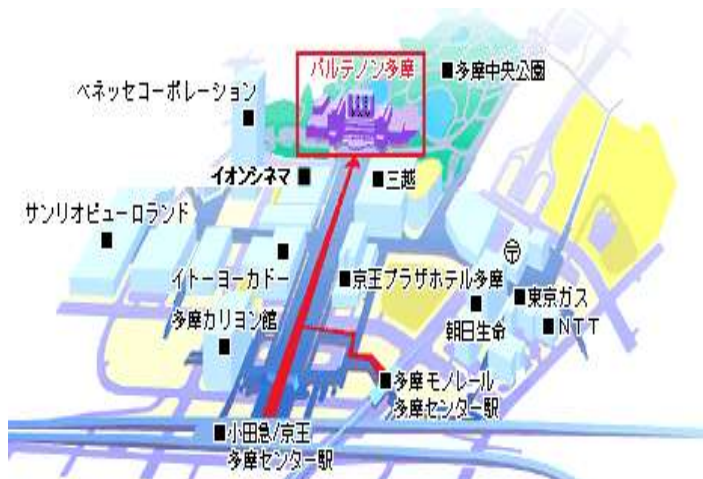 パルテノン多摩
■多摩中央公園
ベネッセコーポレーション
■
イオンシネマ■
■三越
サンリオピューロランド
■
■
イトーヨーカドー
■京王プラザホテル多摩
〶
■東京ガス
■
朝日生命
■NTT
多摩カリヨン館
■
■多摩モノレール
多摩センター駅
■小田急/京王
多摩センター駅